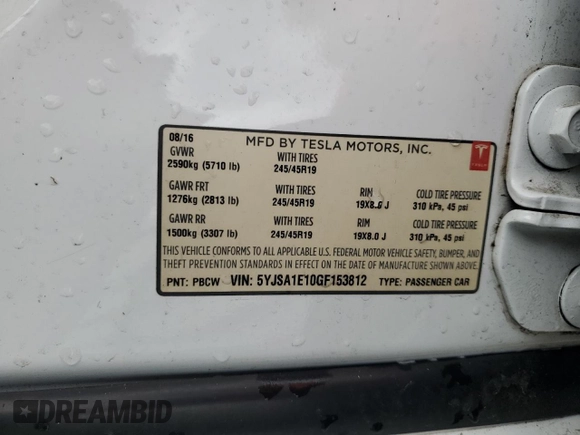 08/16 MFD BY TESLA MOTORS, INC.
GVWR WITH TIRES
2590kg (5710 lb) 245/45R19
GAWR FRT WITH TIRES RIM COLD TIRE PRESSURE
1276kg (2813 lb) 245/45R19 19X8.0 J 310 kPa, 45 psi
GAWR RR WITH TIRES RIM COLD TIRE PRESSURE
1500kg (3307 lb) 245/45R19 19X8.0 J 310 kPa, 45 psi
THIS VEHICLE CONFORMS TO ALL APPLICABLE U.S. FEDERAL MOTOR VEHICLE SAFETY, BUMPER, AND
THEFT PREVENTION STANDARDS IN EFFECT ON THE DATE OF MANUFACTURE SHOWN ABOVE.
PNT: PBCW VIN: 5YJSA1E10GF153812 TYPE: PASSENGER CAR
TESLA
DREAMBID